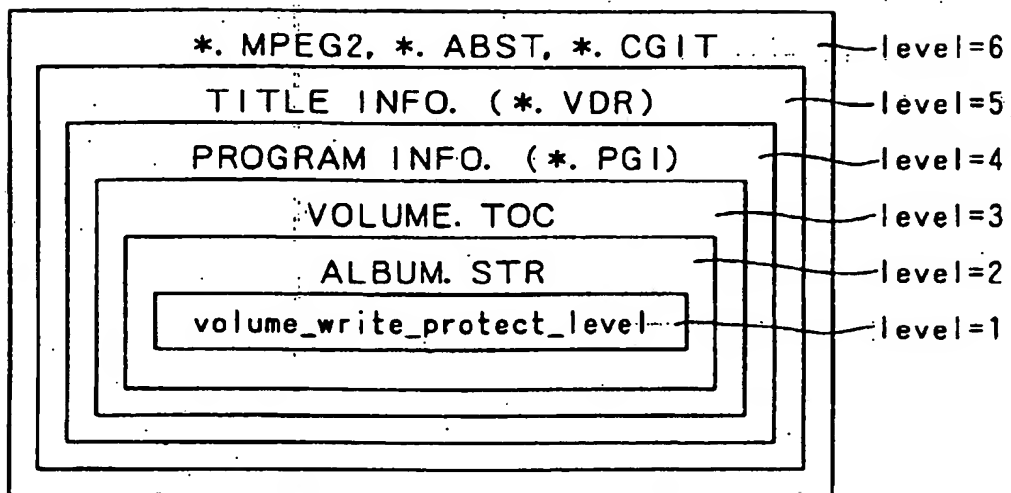 *. MPEG2, *. ABST, *. CGIT level=6
TITLE INFO. (*. VDR) level=5
PROGRAM INFO. (*. PGI) level=4
VOLUME. TOC level=3
ALBUM. STR level=2
volume_write_protect_level level=1